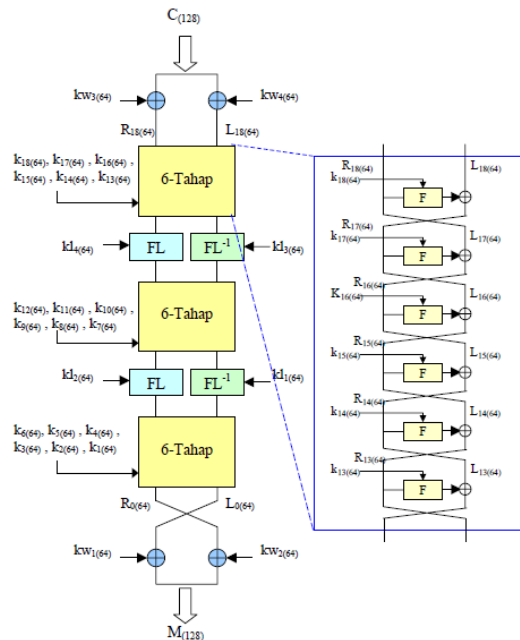 C(128)
kw3(64)
kw4(64)
R18(64)
L18(64)
k18(64), k17(64) , k16(64) ,
k15(64) , k14(64) , k13(64)
6-Tahap
kl4(64)
FL
FL-1
kl3(64)
k12(64), k11(64) , k10(64) ,
k9(64) , k8(64) , k7(64)
6-Tahap
kl2(64)
FL
FL-1
kl1(64)
k6(64), k5(64) , k4(64) ,
k3(64) , k2(64) , k1(64)
6-Tahap
R0(64)
L0(64)
kw1(64)
kw2(64)
M(128)
R18(64)
L18(64)
k18(64)
F
R17(64)
L17(64)
k17(64)
F
R16(64)
L16(64)
K16(64)
F
R15(64)
L15(64)
k15(64)
F
R14(64)
L14(64)
k14(64)
F
R13(64)
L13(64)
k13(64)
F